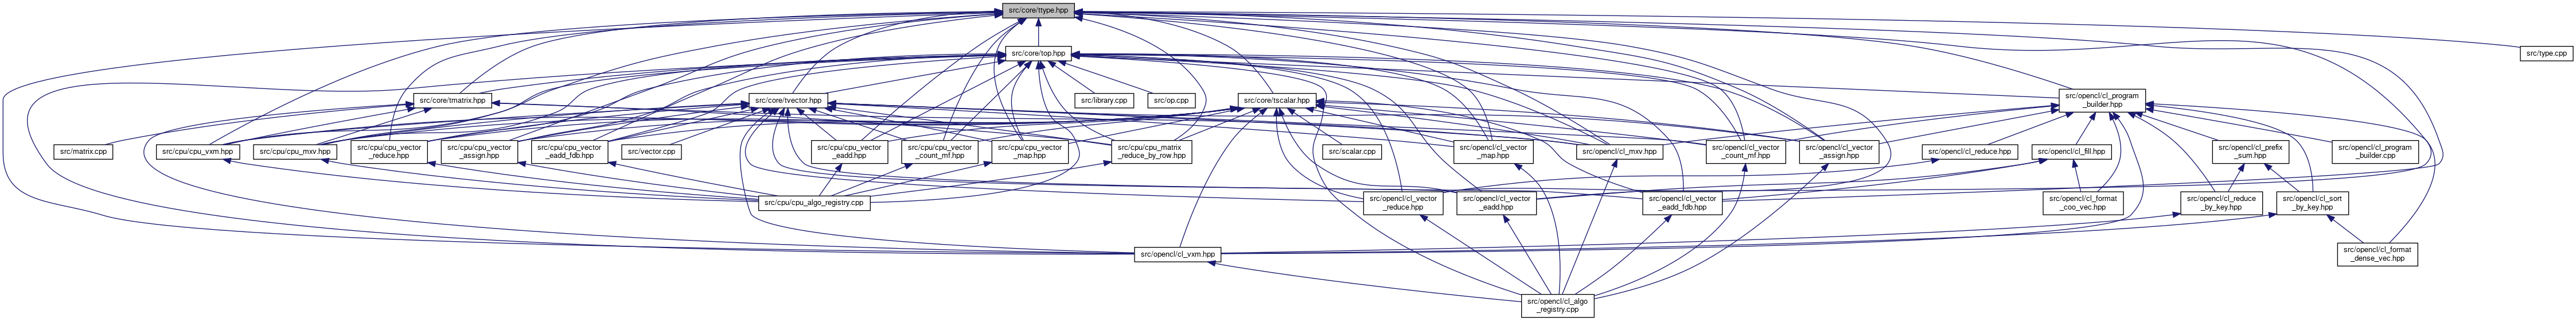 src/core/ttype.hpp
src/core/top.hpp
src/type.cpp
src/core/tmatrix.hpp
src/core/tvector.hpp
src/library.cpp
src/op.cpp
src/core/tscalar.hpp
src/opencl/cl_program
_builder.hpp
src/matrix.cpp
src/cpu/cpu_vxm.hpp
src/cpu/cpu_mxv.hpp
src/cpu/cpu_vector
_reduce.hpp
src/cpu/cpu_vector
_assign.hpp
src/cpu/cpu_vector
_eadd_fdb.hpp
src/vector.cpp
src/cpu/cpu_vector
_eadd.hpp
src/cpu/cpu_vector
_count_mf.hpp
src/cpu/cpu_vector
_map.hpp
src/cpu/cpu_matrix
_reduce_by_row.hpp
src/scalar.cpp
src/opencl/cl_vector
_map.hpp
src/opencl/cl_mxv.hpp
src/opencl/cl_vector
_count_mf.hpp
src/opencl/cl_vector
_assign.hpp
src/opencl/cl_reduce.hpp
src/opencl/cl_fill.hpp
src/opencl/cl_prefix
_sum.hpp
src/opencl/cl_program
_builder.cpp
src/cpu/cpu_algo_registry.cpp
src/opencl/cl_vector
_reduce.hpp
src/opencl/cl_vector
_eadd.hpp
src/opencl/cl_vector
_eadd_fdb.hpp
src/opencl/cl_format
_coo_vec.hpp
src/opencl/cl_reduce
_by_key.hpp
src/opencl/cl_sort
_by_key.hpp
src/opencl/cl_vxm.hpp
src/opencl/cl_format
_dense_vec.hpp
src/opencl/cl_algo
_registry.cpp